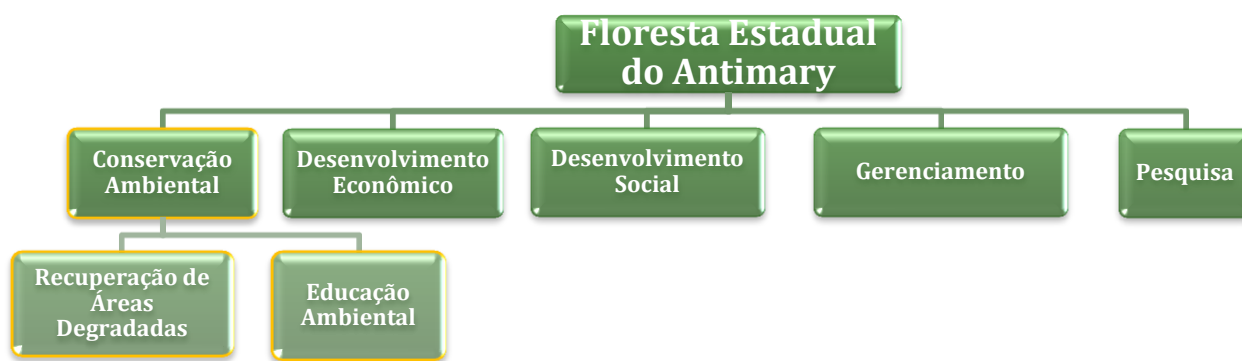 Floresta Estadual
do Antimary
Conservação
Ambiental
Desenvolvimento
Econômico
Desenvolvimento
Social
Gerenciamento
Pesquisa
Recuperação de
Áreas
Degradadas
Educação
Ambiental